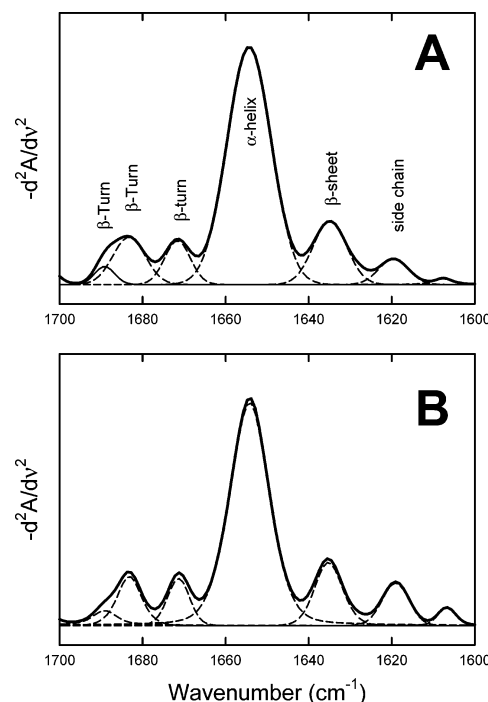 A
-d²A/dν²
β-Turn
β-Turn
β-turn
α-helix
β-sheet
side chain
1700 1680 1660 1640 1620 1600
B
-d²A/dν²
1700 1680 1660 1640 1620 1600
Wavenumber (cm⁻¹)